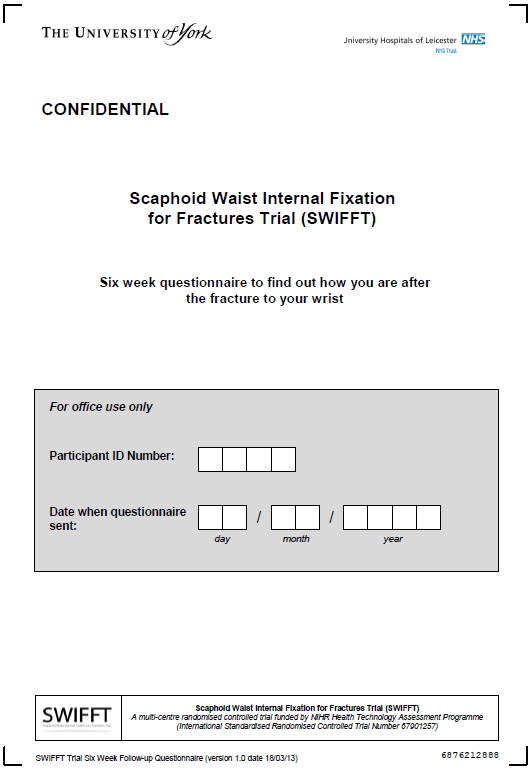 THE UNIVERSITY of York
University Hospitals of Leicester NHS
NHS Trust
CONFIDENTIAL
Scaphoid Waist Internal Fixation
for Fractures Trial (SWIFFT)
Six week questionnaire to find out how you are after
the fracture to your wrist
For office use only
Participant ID Number:
Date when questionnaire
sent:
/ /
day month year
SWIFFT
Scaphoid Waist Internal Fixation for Fractures Trial (SWIFFT)
A multi-centre randomised controlled trial funded by NIHR Health Technology Assessment Programme
(International Standardised Randomised Controlled Trial Number 67901257)
SWIFFT Trial Six Week Follow-up Questionnaire (version 1.0 date 18/03/13)
6876212888